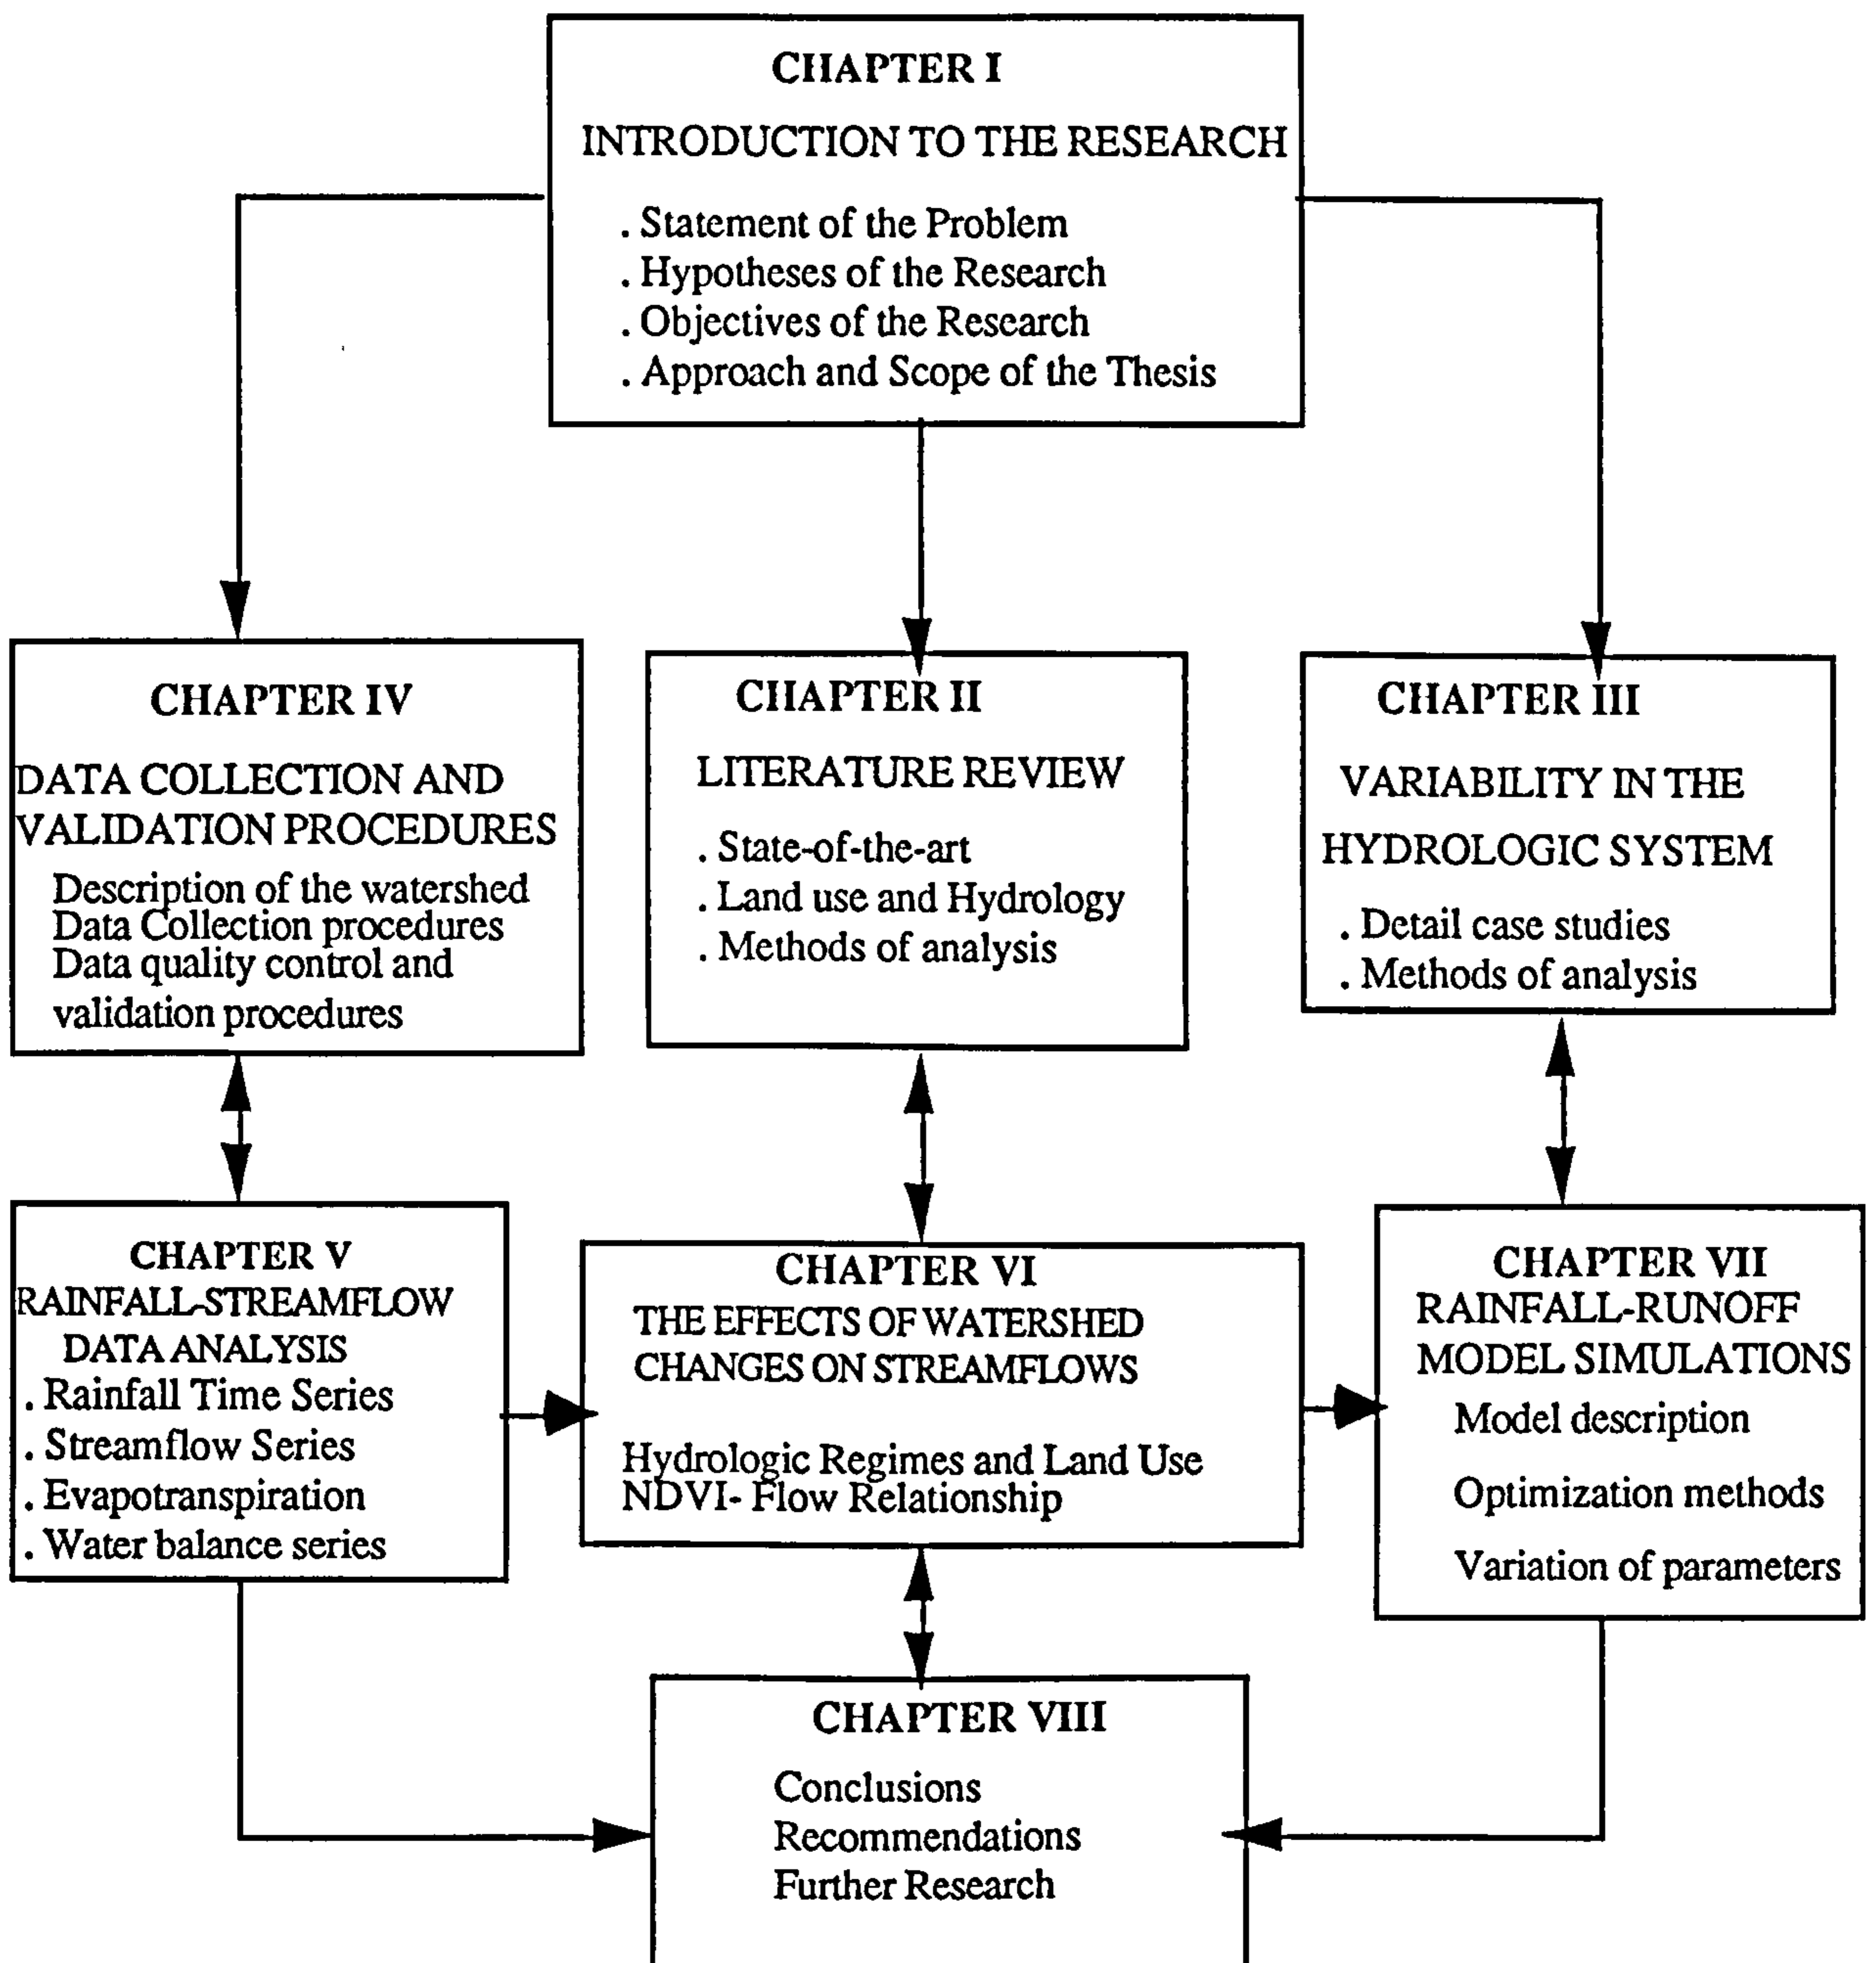 CHAPTER I
INTRODUCTION TO THE RESEARCH
. Statement of the Problem
. Hypotheses of the Research
. Objectives of the Research
. Approach and Scope of the Thesis
CHAPTER IV
DATA COLLECTION AND
VALIDATION PROCEDURES
Description of the watershed
Data Collection procedures
Data quality control and
validation procedures
CHAPTER II
LITERATURE REVIEW
. State-of-the-art
. Land use and Hydrology
. Methods of analysis
CHAPTER III
VARIABILITY IN THE
HYDROLOGIC SYSTEM
. Detail case studies
. Methods of analysis
CHAPTER V
RAINFALL-STREAMFLOW
DATA ANALYSIS
. Rainfall Time Series
. Streamflow Series
. Evapotranspiration
. Water balance series
CHAPTER VI
THE EFFECTS OF WATERSHED
CHANGES ON STREAMFLOWS
Hydrologic Regimes and Land Use
NDVI- Flow Relationship
CHAPTER VII
RAINFALL-RUNOFF
MODEL SIMULATIONS
Model description
Optimization methods
Variation of parameters
CHAPTER VIII
Conclusions
Recommendations
Further Research